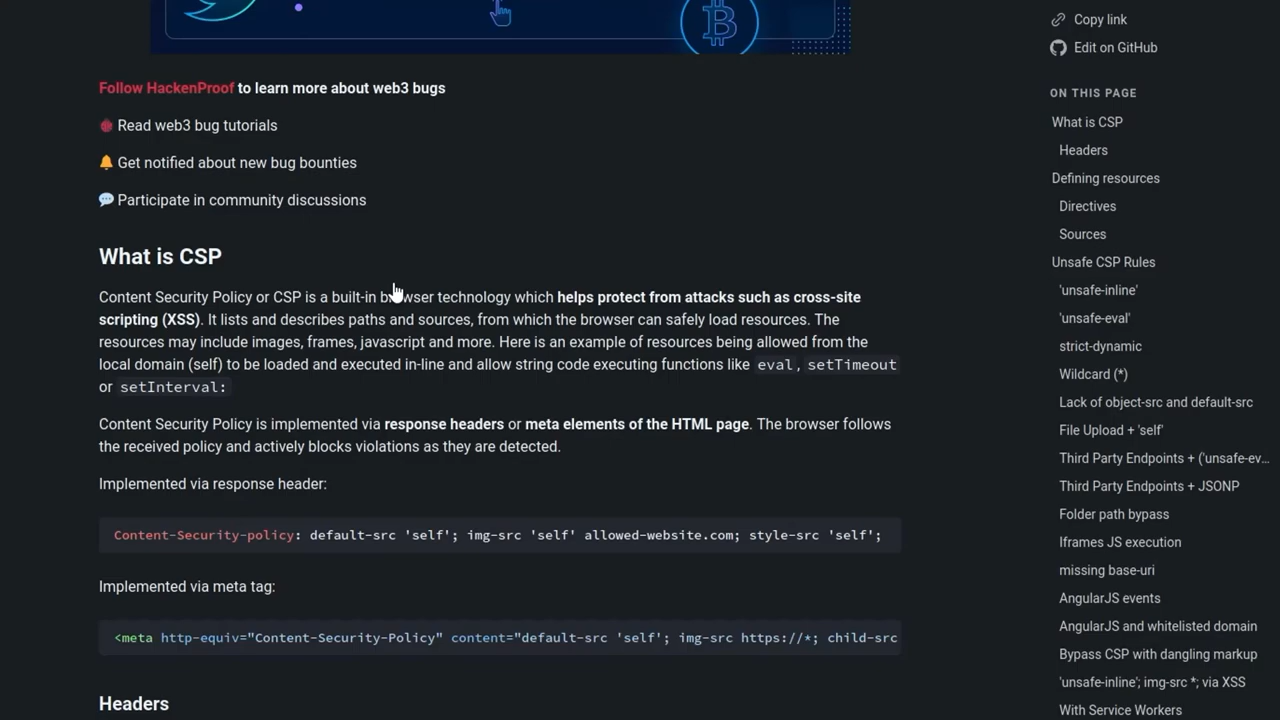 Follow HackenProof to learn more about web3 bugs
Read web3 bug tutorials
Get notified about new bug bounties
Participate in community discussions
What is CSP
Content Security Policy or CSP is a built-in browser technology which helps protect from attacks such as cross-site
scripting (XSS). It lists and describes paths and sources, from which the browser can safely load resources. The
resources may include images, frames, javascript and more. Here is an example of resources being allowed from the
local domain (self) to be loaded and executed in-line and allow string code executing functions like eval, setTimeout
or setInterval:
Content Security Policy is implemented via response headers or meta elements of the HTML page. The browser follows
the received policy and actively blocks violations as they are detected.
Implemented via response header:
Content-Security-policy: default-src 'self'; img-src 'self' allowed-website.com; style-src 'self';
Implemented via meta tag:
<meta http-equiv="Content-Security-Policy" content="default-src 'self'; img-src https://*; child-src
Headers
Copy link
Edit on GitHub
ON THIS PAGE
What is CSP
Headers
Defining resources
Directives
Sources
Unsafe CSP Rules
'unsafe-inline'
'unsafe-eval'
strict-dynamic
Wildcard (*)
Lack of object-src and default-src
File Upload + 'self'
Third Party Endpoints + ('unsafe-ev...
Third Party Endpoints + JSONP
Folder path bypass
Iframes JS execution
missing base-uri
AngularJS events
AngularJS and whitelisted domain
Bypass CSP with dangling markup
'unsafe-inline'; img-src *; via XSS
With Service Workers